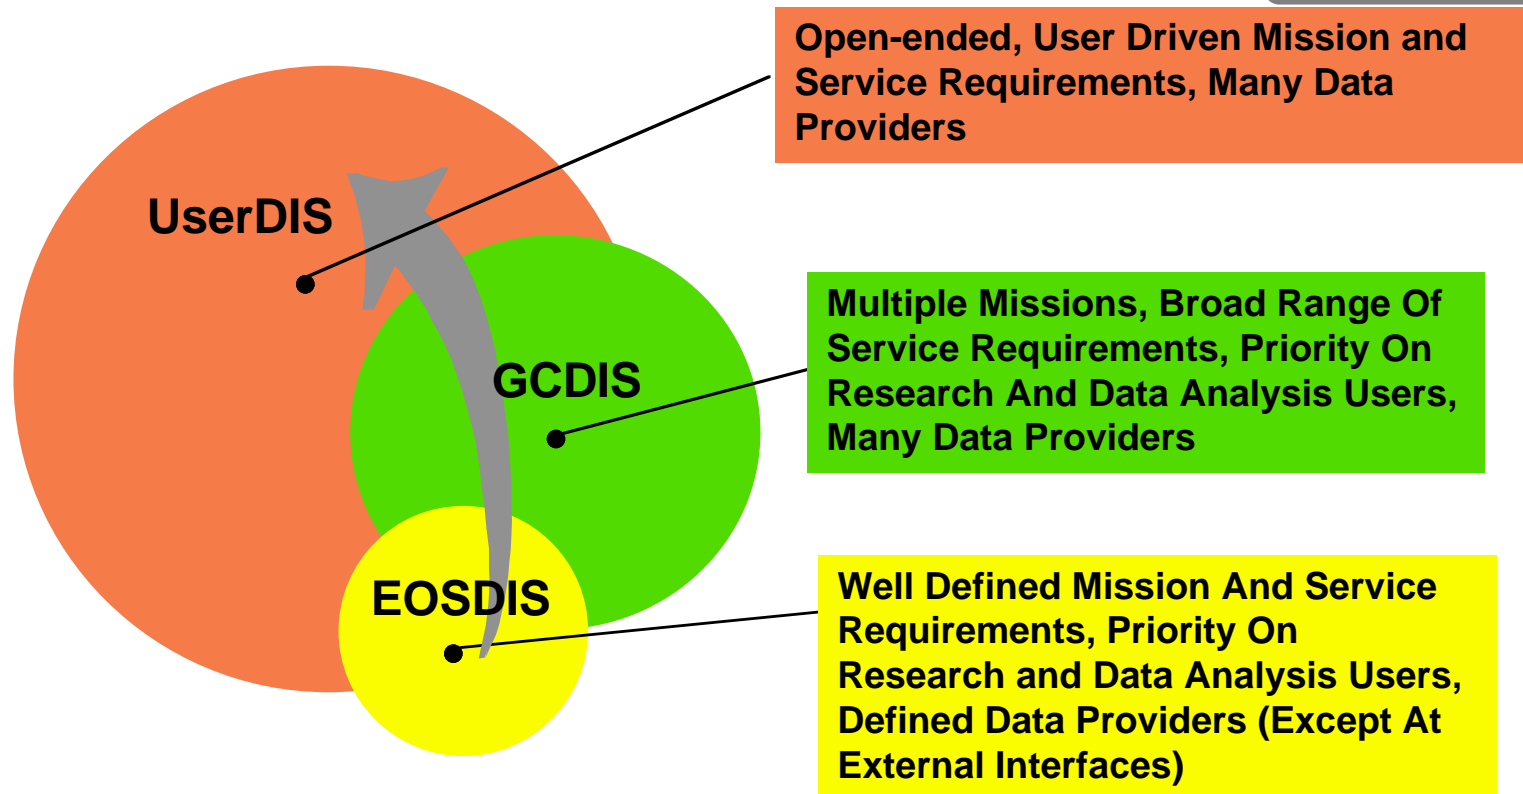 Open-ended, User Driven Mission and
Service Requirements, Many Data
Providers
UserDIS
Multiple Missions, Broad Range Of
Service Requirements, Priority On
Research And Data Analysis Users,
Many Data Providers
GCDIS
EOSDIS
Well Defined Mission And Service
Requirements, Priority On
Research and Data Analysis Users,
Defined Data Providers (Except At
External Interfaces)